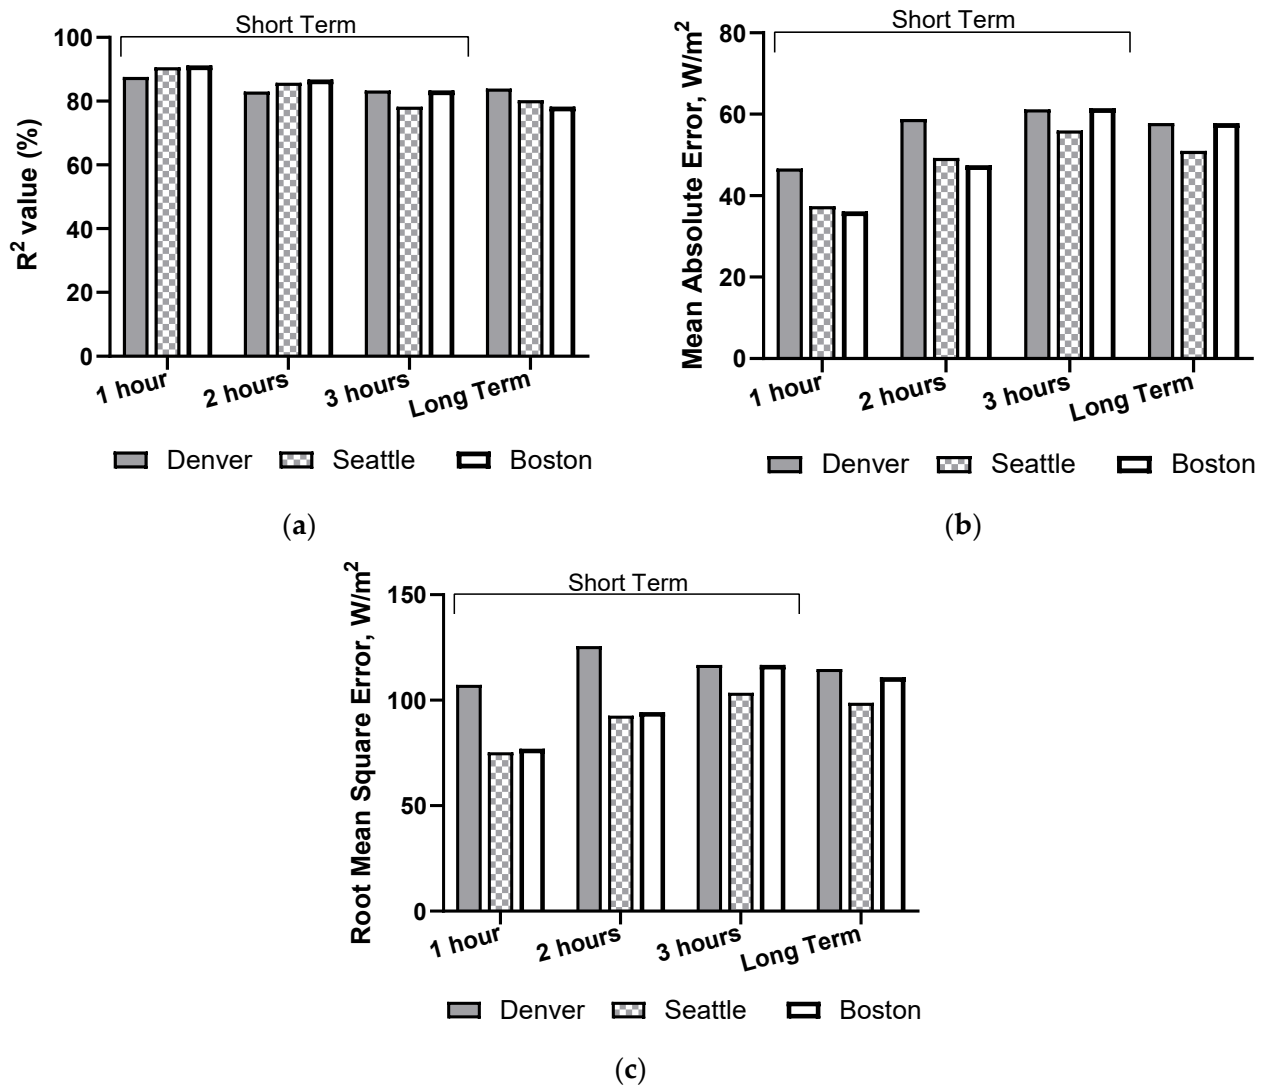 Short Term
R² value (%)
100
80
60
40
20
0
1 hour
2 hours
3 hours
Long Term
Denver
Seattle
Boston
(a)
Short Term
Mean Absolute Error, W/m²
80
60
40
20
0
1 hour
2 hours
3 hours
Long Term
Denver
Seattle
Boston
(b)
Short Term
Root Mean Square Error, W/m²
150
100
50
0
1 hour
2 hours
3 hours
Long Term
Denver
Seattle
Boston
(c)